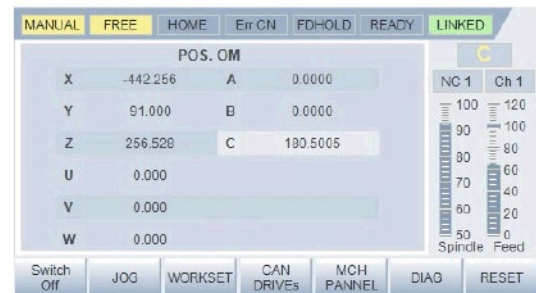 MANUAL FREE HOME Err CN FDHOLD READY LINKED
POS. OM
C
X -442.256 A 0.0000
NC 1 Ch 1
Y 91.000 B 0.0000
Z 256.528 C 180.5005
U 0.000
V 0.000
W 0.000
100 120
90 100
80 80
70 60
60 40
50 20
0
Spindle Feed
Switch Off JOG WORKSET CAN DRIVEs MCH PANNEL DIAG RESET